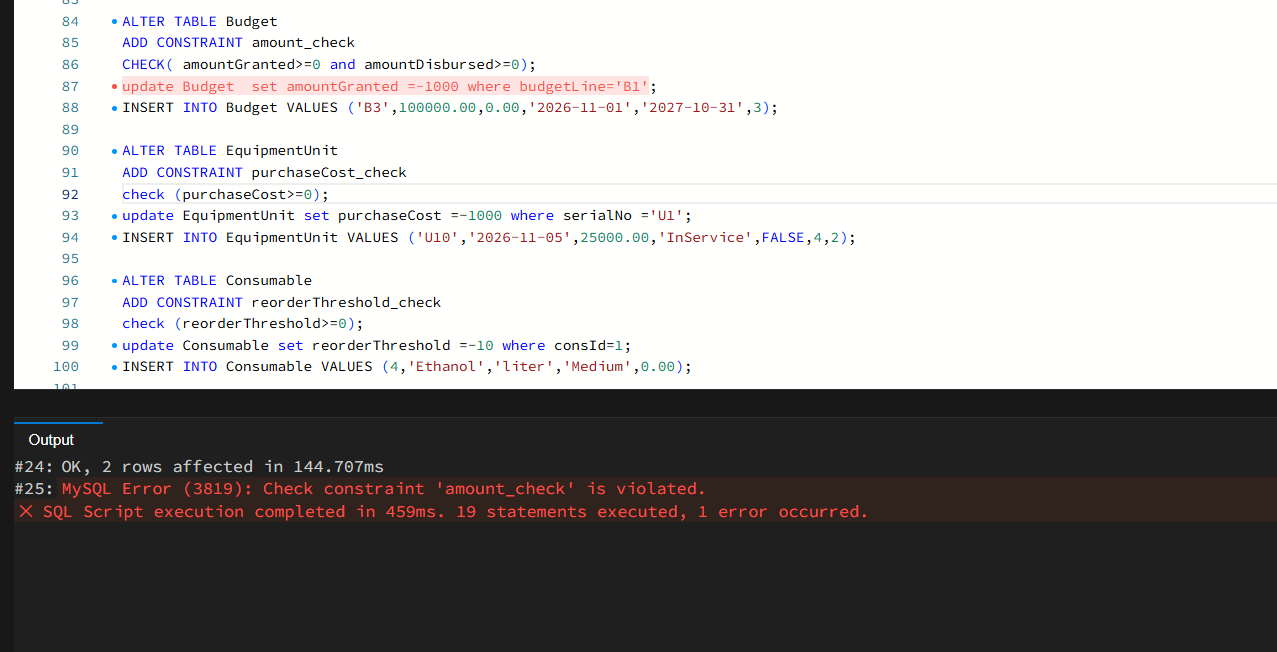 84 ALTER TABLE Budget
85 ADD CONSTRAINT amount_check
86 CHECK( amountGranted>=0 and amountDisbursed>=0);
87 update Budget  set amountGranted =-1000 where budgetLine='B1';
88 INSERT INTO Budget VALUES ('B3',100000.00,0.00,'2026-11-01','2027-10-31',3);
89
90 ALTER TABLE EquipmentUnit
91 ADD CONSTRAINT purchaseCost_check
92 check (purchaseCost>=0);
93 update EquipmentUnit set purchaseCost =-1000 where serialNo ='U1';
94 INSERT INTO EquipmentUnit VALUES ('U10','2026-11-05',25000.00,'InService',FALSE,4,2);
95
96 ALTER TABLE Consumable
97 ADD CONSTRAINT reorderThreshold_check
98 check (reorderThreshold>=0);
99 update Consumable set reorderThreshold =-10 where consId=1;
100 INSERT INTO Consumable VALUES (4,'Ethanol','liter','Medium',0.00);
Output
#24: OK, 2 rows affected in 144.707ms
#25: MySQL Error (3819): Check constraint 'amount_check' is violated.
✕ SQL Script execution completed in 459ms. 19 statements executed, 1 error occurred.